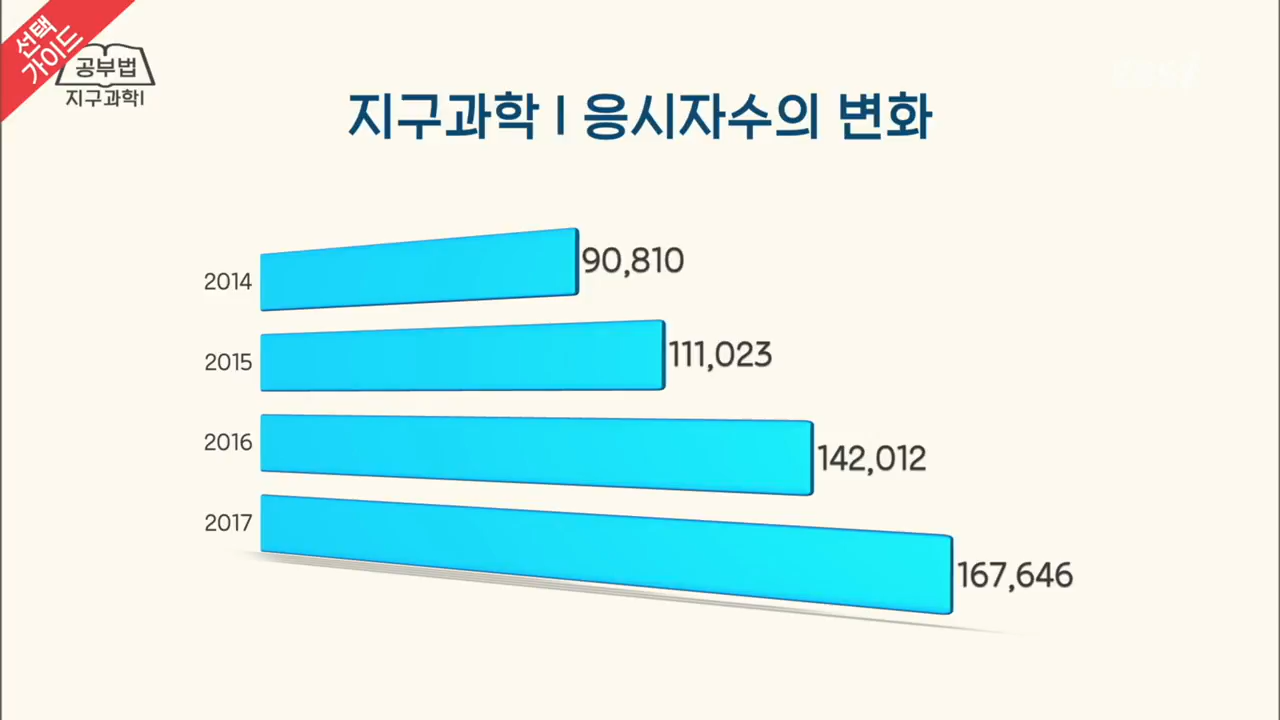 선택
가이드
공부법
지구과학I
지구과학 I 응시자수의 변화
2014 90,810
2015 111,023
2016 142,012
2017 167,646